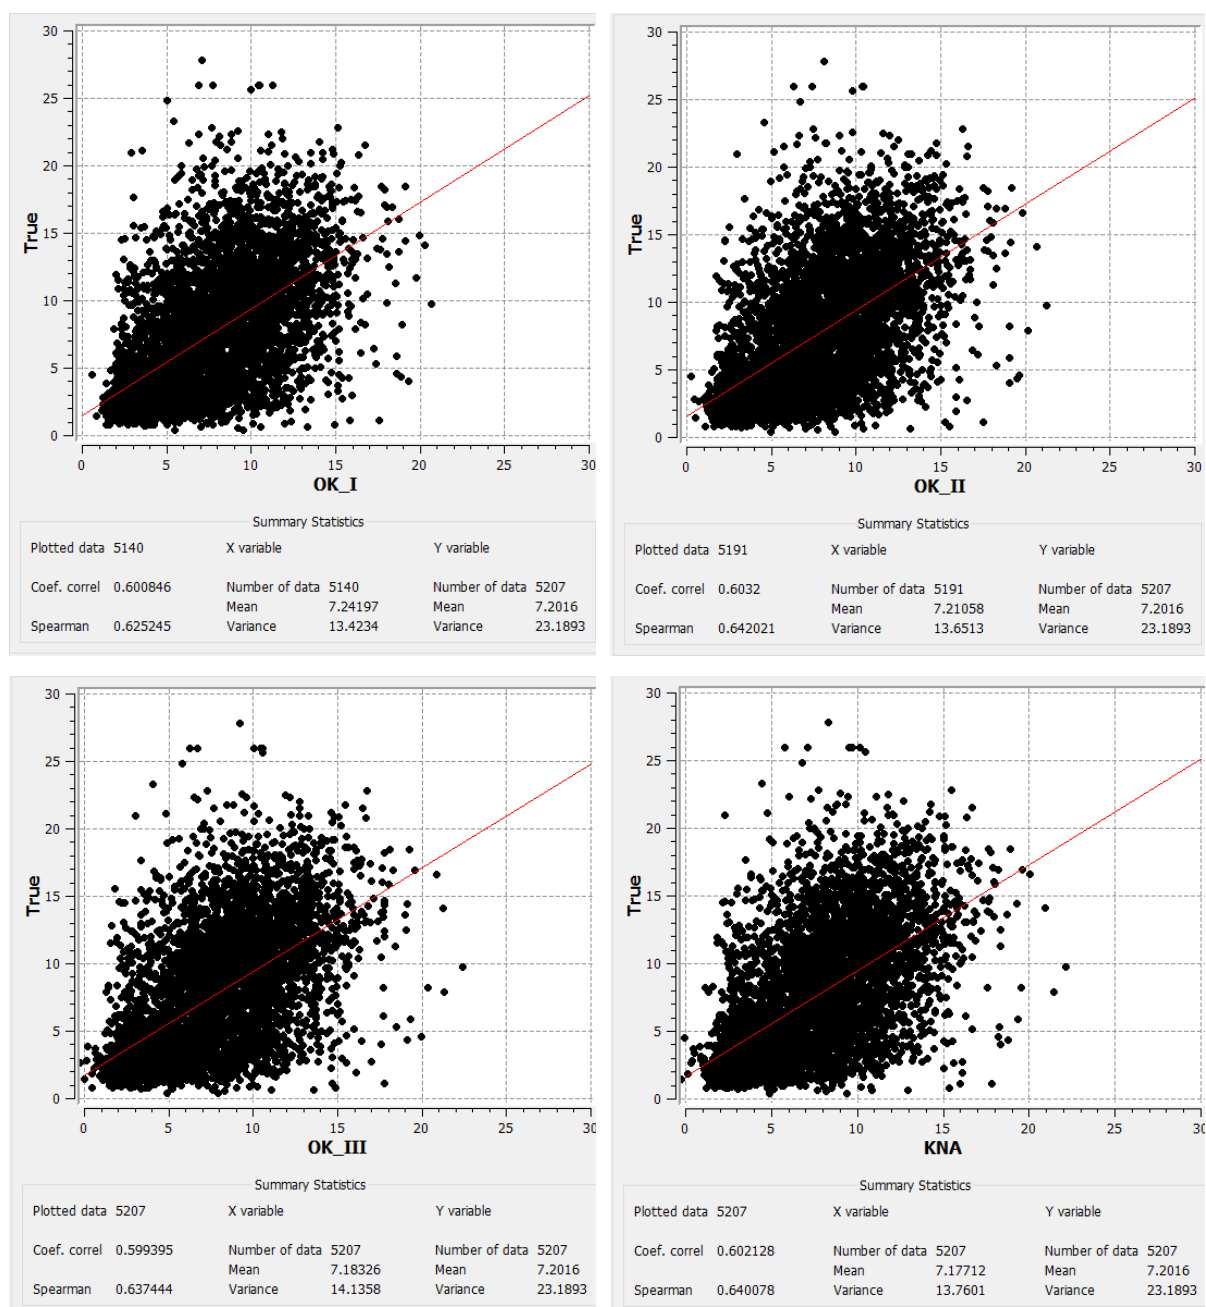 30
25
20
15
10
5
0
True
0 5 10 15 20 25 30
OK_I
Summary Statistics
Plotted data 5140 X variable Y variable
Coef. correl 0.600846 Number of data 5140 Number of data 5207
Mean 7.24197 Mean 7.2016
Spearman 0.625245 Variance 13.4234 Variance 23.1893
30
25
20
15
10
5
0
True
0 5 10 15 20 25 30
OK_II
Summary Statistics
Plotted data 5191 X variable Y variable
Coef. correl 0.6032 Number of data 5191 Number of data 5207
Mean 7.21058 Mean 7.2016
Spearman 0.642021 Variance 13.6513 Variance 23.1893
30
25
20
15
10
5
0
True
0 5 10 15 20 25 30
OK_III
Summary Statistics
Plotted data 5207 X variable Y variable
Coef. correl 0.599395 Number of data 5207 Number of data 5207
Mean 7.18326 Mean 7.2016
Spearman 0.637444 Variance 14.1358 Variance 23.1893
30
25
20
15
10
5
0
True
0 5 10 15 20 25 30
KNA
Summary Statistics
Plotted data 5207 X variable Y variable
Coef. correl 0.602128 Number of data 5207 Number of data 5207
Mean 7.17712 Mean 7.2016
Spearman 0.640078 Variance 13.7601 Variance 23.1893